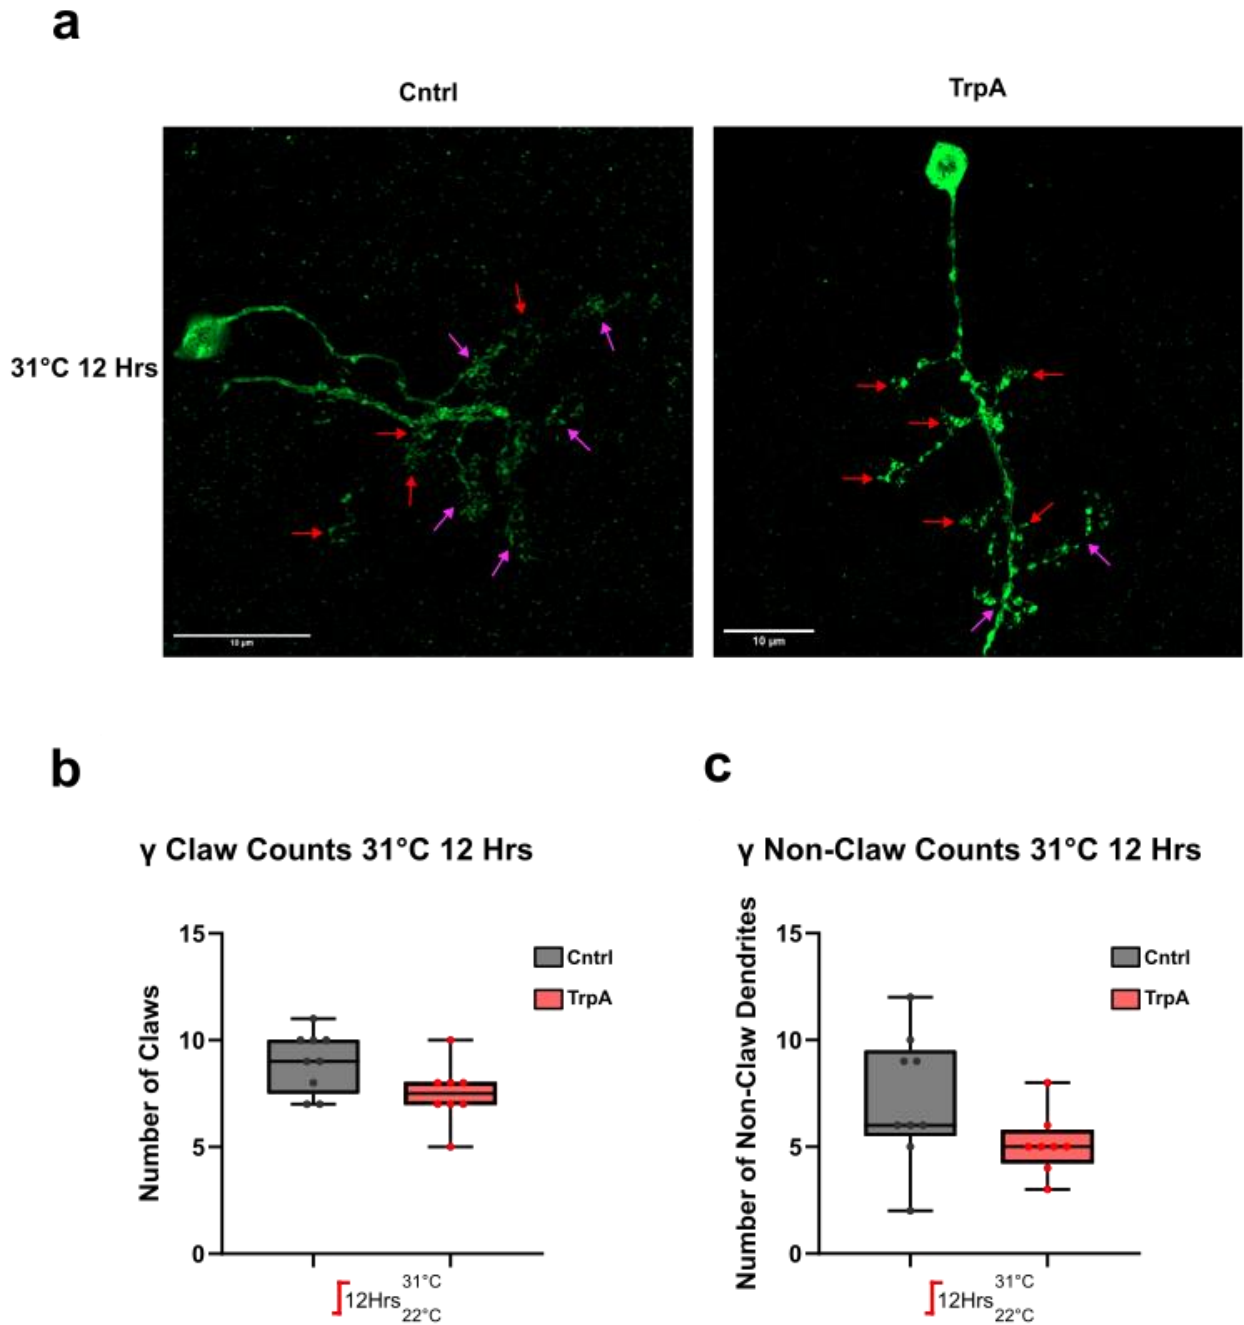 a
Cntrl
TrpA
31°C 12 Hrs
10 µm
10 µm
b
c
γ Claw Counts 31°C 12 Hrs
γ Non-Claw Counts 31°C 12 Hrs
Number of Claws
15
10
5
0
Cntrl
TrpA
12Hrs
31°C
22°C
Number of Non-Claw Dendrites
15
10
5
0
Cntrl
TrpA
12Hrs
31°C
22°C